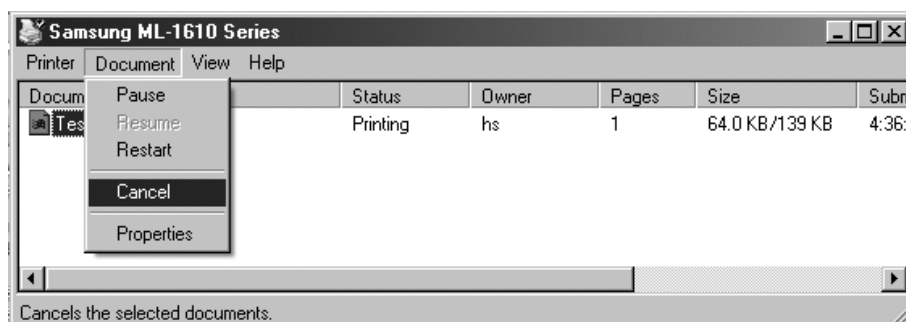 Samsung ML-1610 Series
Printer Document View Help
Docum Status Owner Pages Size Subm
Tes Printing hs 1 64.0 KB/139 KB 4:36:
Pause
Resume
Restart
Cancel
Properties
Cancels the selected documents.